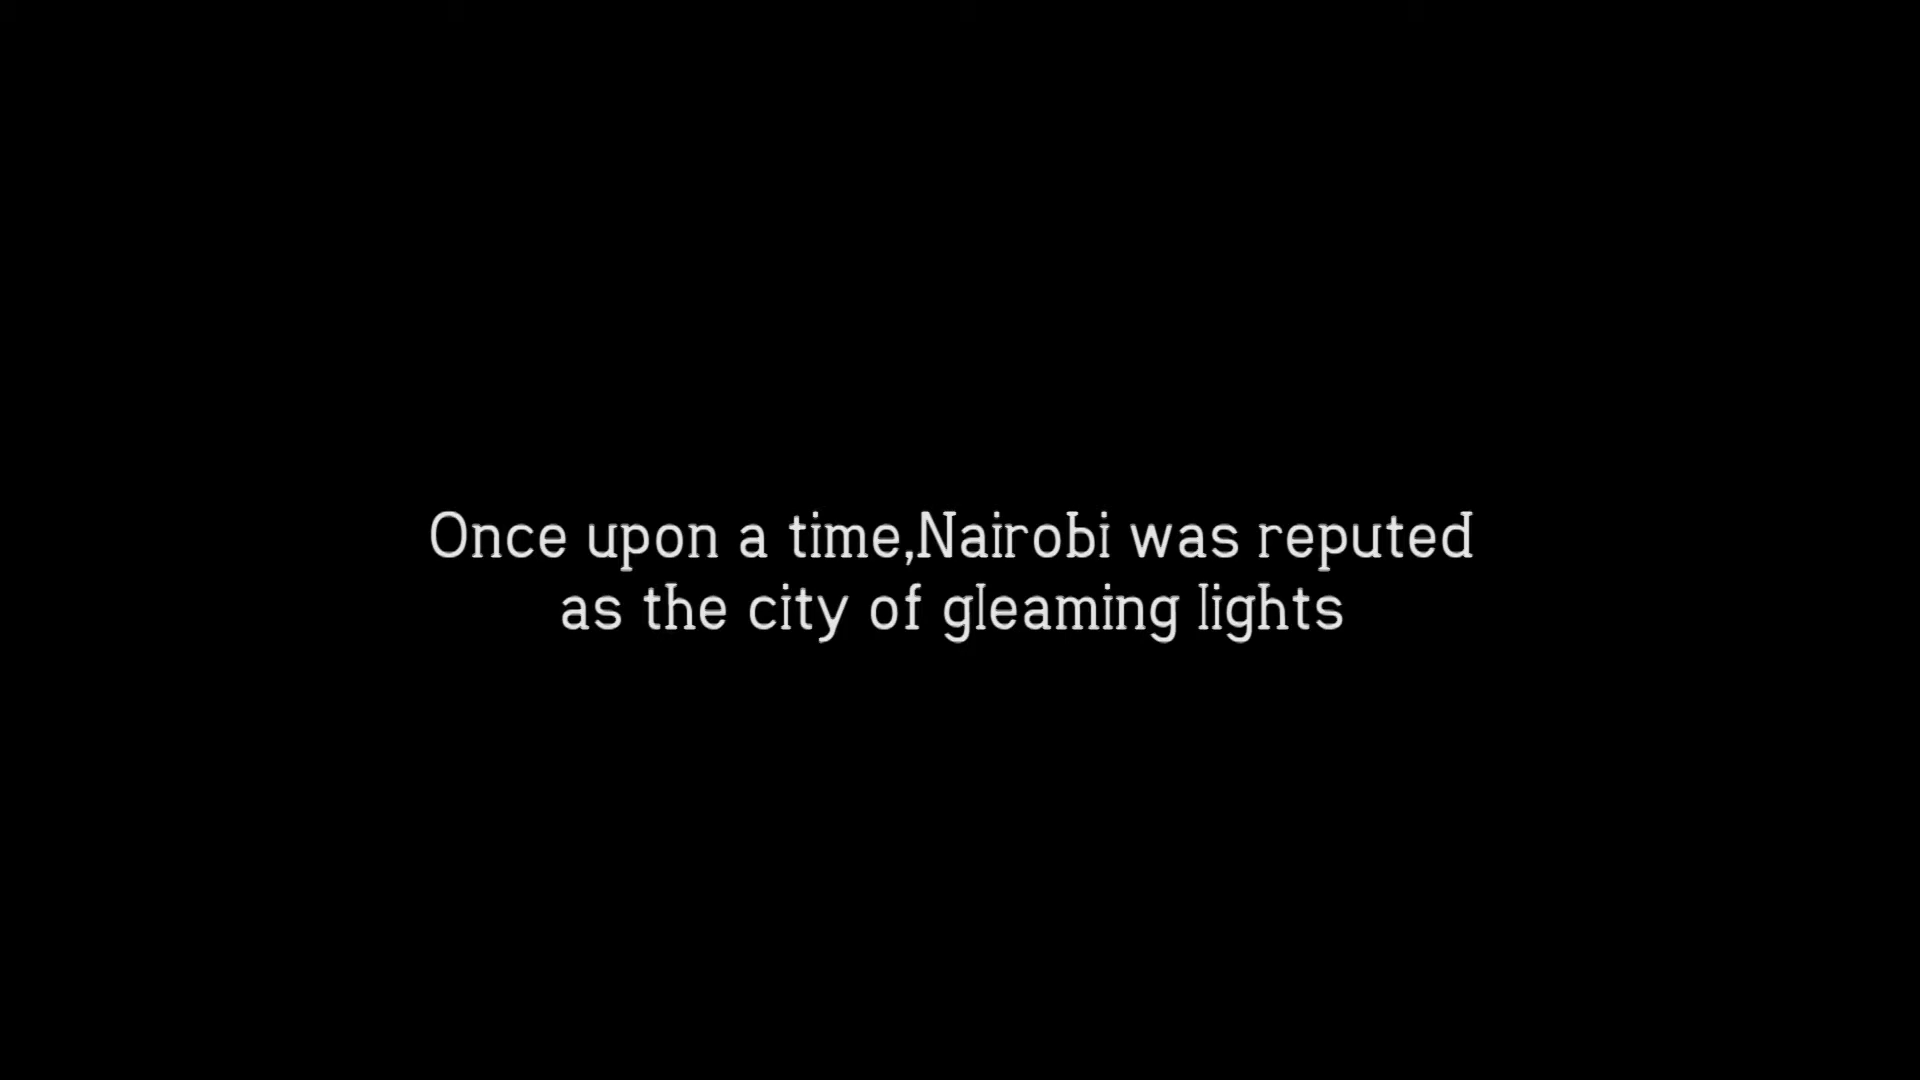 Once upon a time,Nairobi was reputed
as the city of gleaming lights